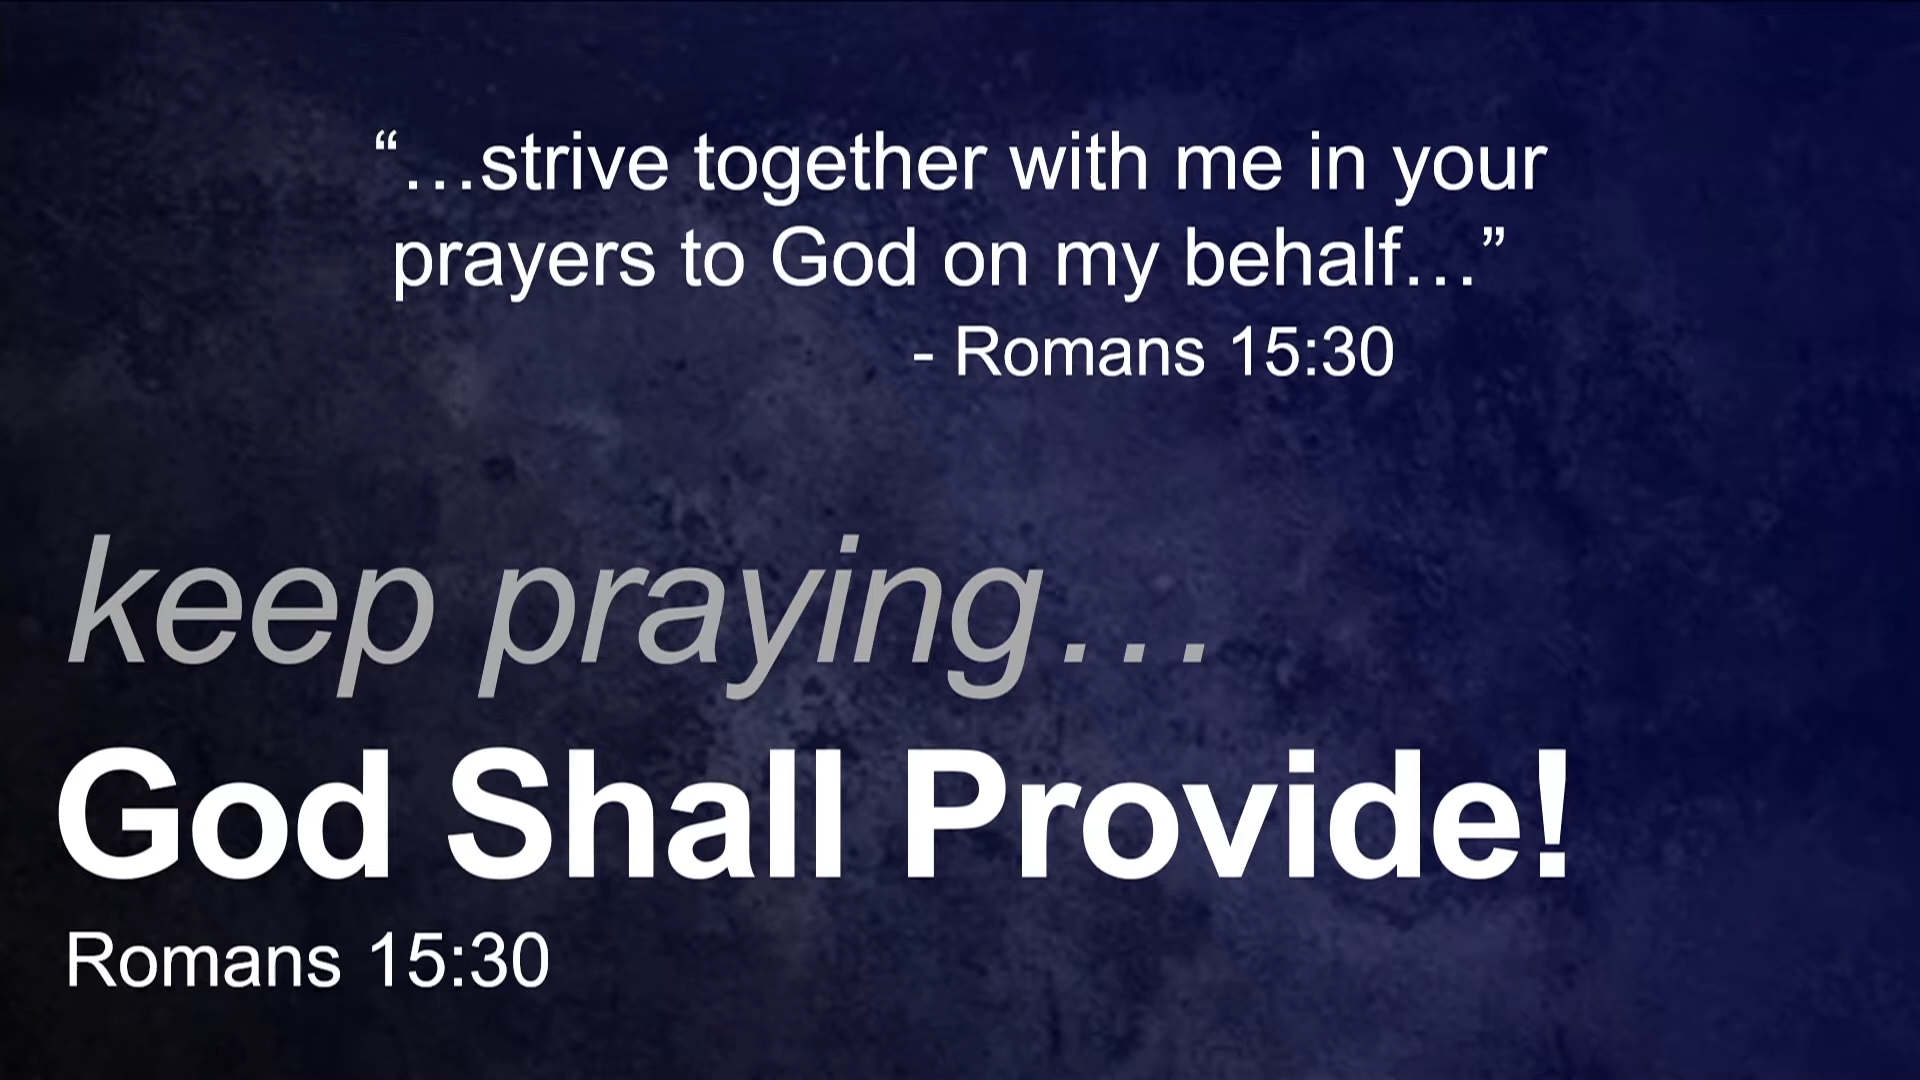 “…strive together with me in your
prayers to God on my behalf…”
- Romans 15:30
keep praying…
God Shall Provide!
Romans 15:30